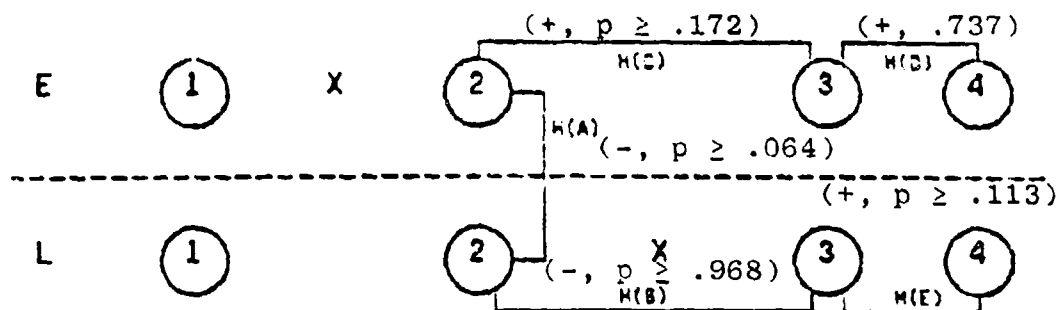 (+, p ≥ .172) (+, .737)
E 1 X 2 H(C) 3 H(D) 4
H(A)
(-, p ≥ .064)
(+, p ≥ .113)
L 1 2 X 3 4
(-, p ≥ .968)
H(B) H(E)